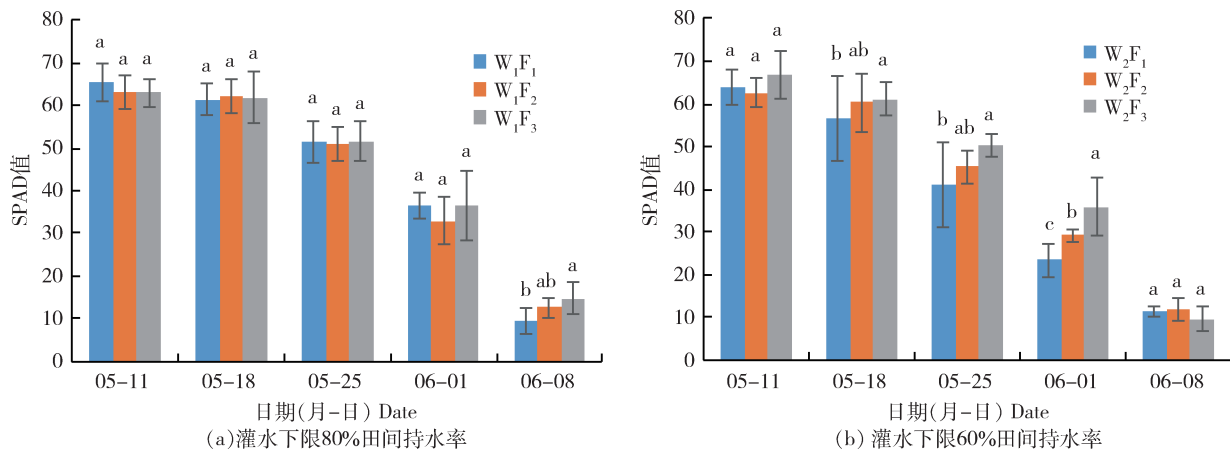 80
70
60
50
40
30
20
10
0
SPAD值
a a a
a a a
a a a
a a a
b ab a
W₁F₁
W₁F₂
W₁F₃
05-11 05-18 05-25 06-01 06-08
日期(月-日) Date
(a)灌水下限80%田间持水率
80
70
60
50
40
30
20
10
0
SPAD值
a a a
b ab a
b ab a
c b a
a a a
W₂F₁
W₂F₂
W₂F₃
05-11 05-18 05-25 06-01 06-08
日期(月-日) Date
(b) 灌水下限60%田间持水率